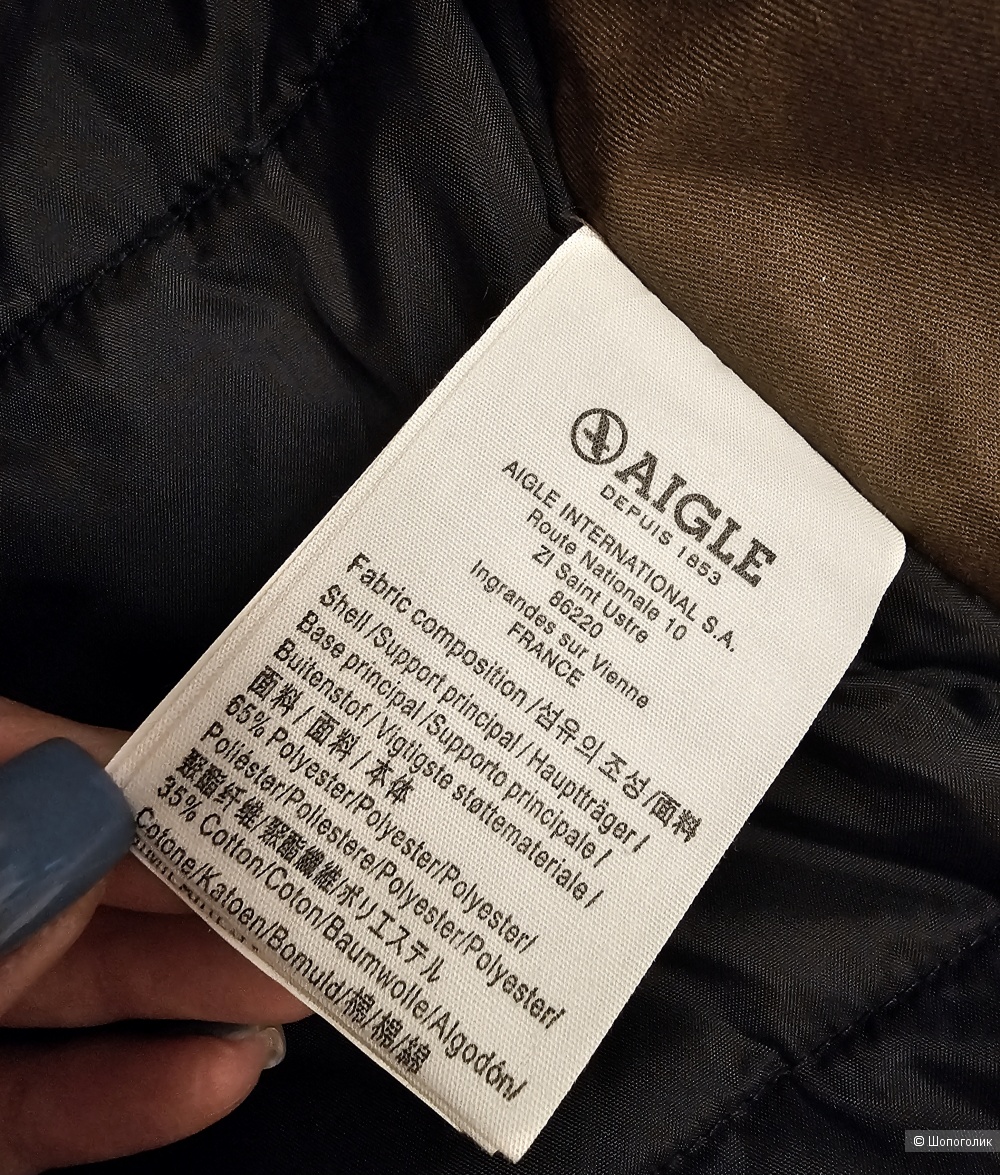 AIGLE
DEPUIS 1853
AIGLE INTERNATIONAL S.A.
Route Nationale 10
ZI Saint Ustre
86220
Ingrandes sur Vienne
FRANCE
Fabric composition /섬유의 조성/面料
Shell /Support principal / Hauptträger /
Base principal /Supporto principale /
Buitenstof / Vigtigste støttemateriale /
面料 / 面料 / 本体
65% Polyester/Polyester/Polyester/
Poliéster/Poliestere/Polyester/Polyester/
聚酯纤维/聚酯纖維/ポリエステル
35% Cotton/Coton/Baumwolle/Algodón/
Cotone/Katoen/Bomuld/棉/棉/綿
© Шопоголик